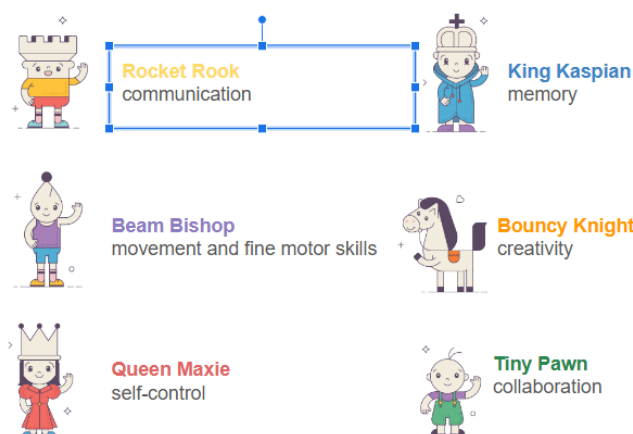 Rocket Rook
communication
King Kaspian
memory
Beam Bishop
movement and fine motor skills
Bouncy Knight
creativity
Queen Maxie
self-control
Tiny Pawn
collaboration